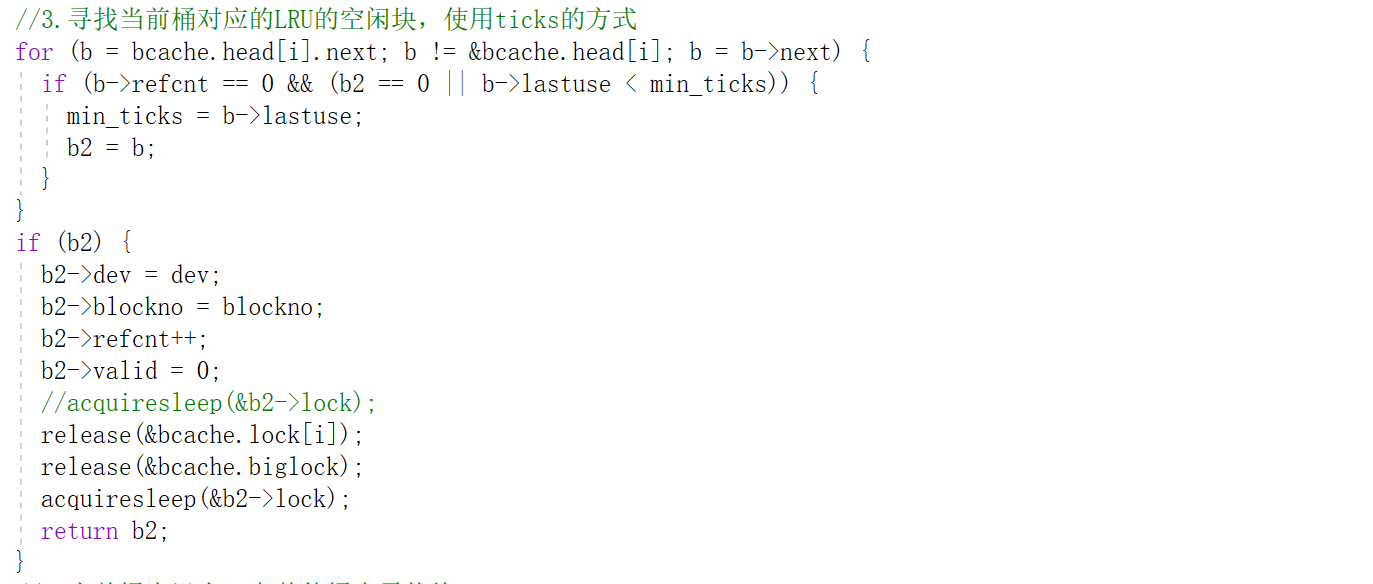 //3.寻找当前桶对应的LRU的空闲块，使用ticks的方式
for (b = bcache.head[i].next; b != &bcache.head[i]; b = b->next) {
if (b->refcnt == 0 && (b2 == 0 || b->lastuse < min_ticks)) {
min_ticks = b->lastuse;
b2 = b;
}
}
if (b2) {
b2->dev = dev;
b2->blockno = blockno;
b2->refcnt++;
b2->valid = 0;
//acquiresleep(&b2->lock);
release(&bcache.lock[i]);
release(&bcache.biglock);
acquiresleep(&b2->lock);
return b2;
}